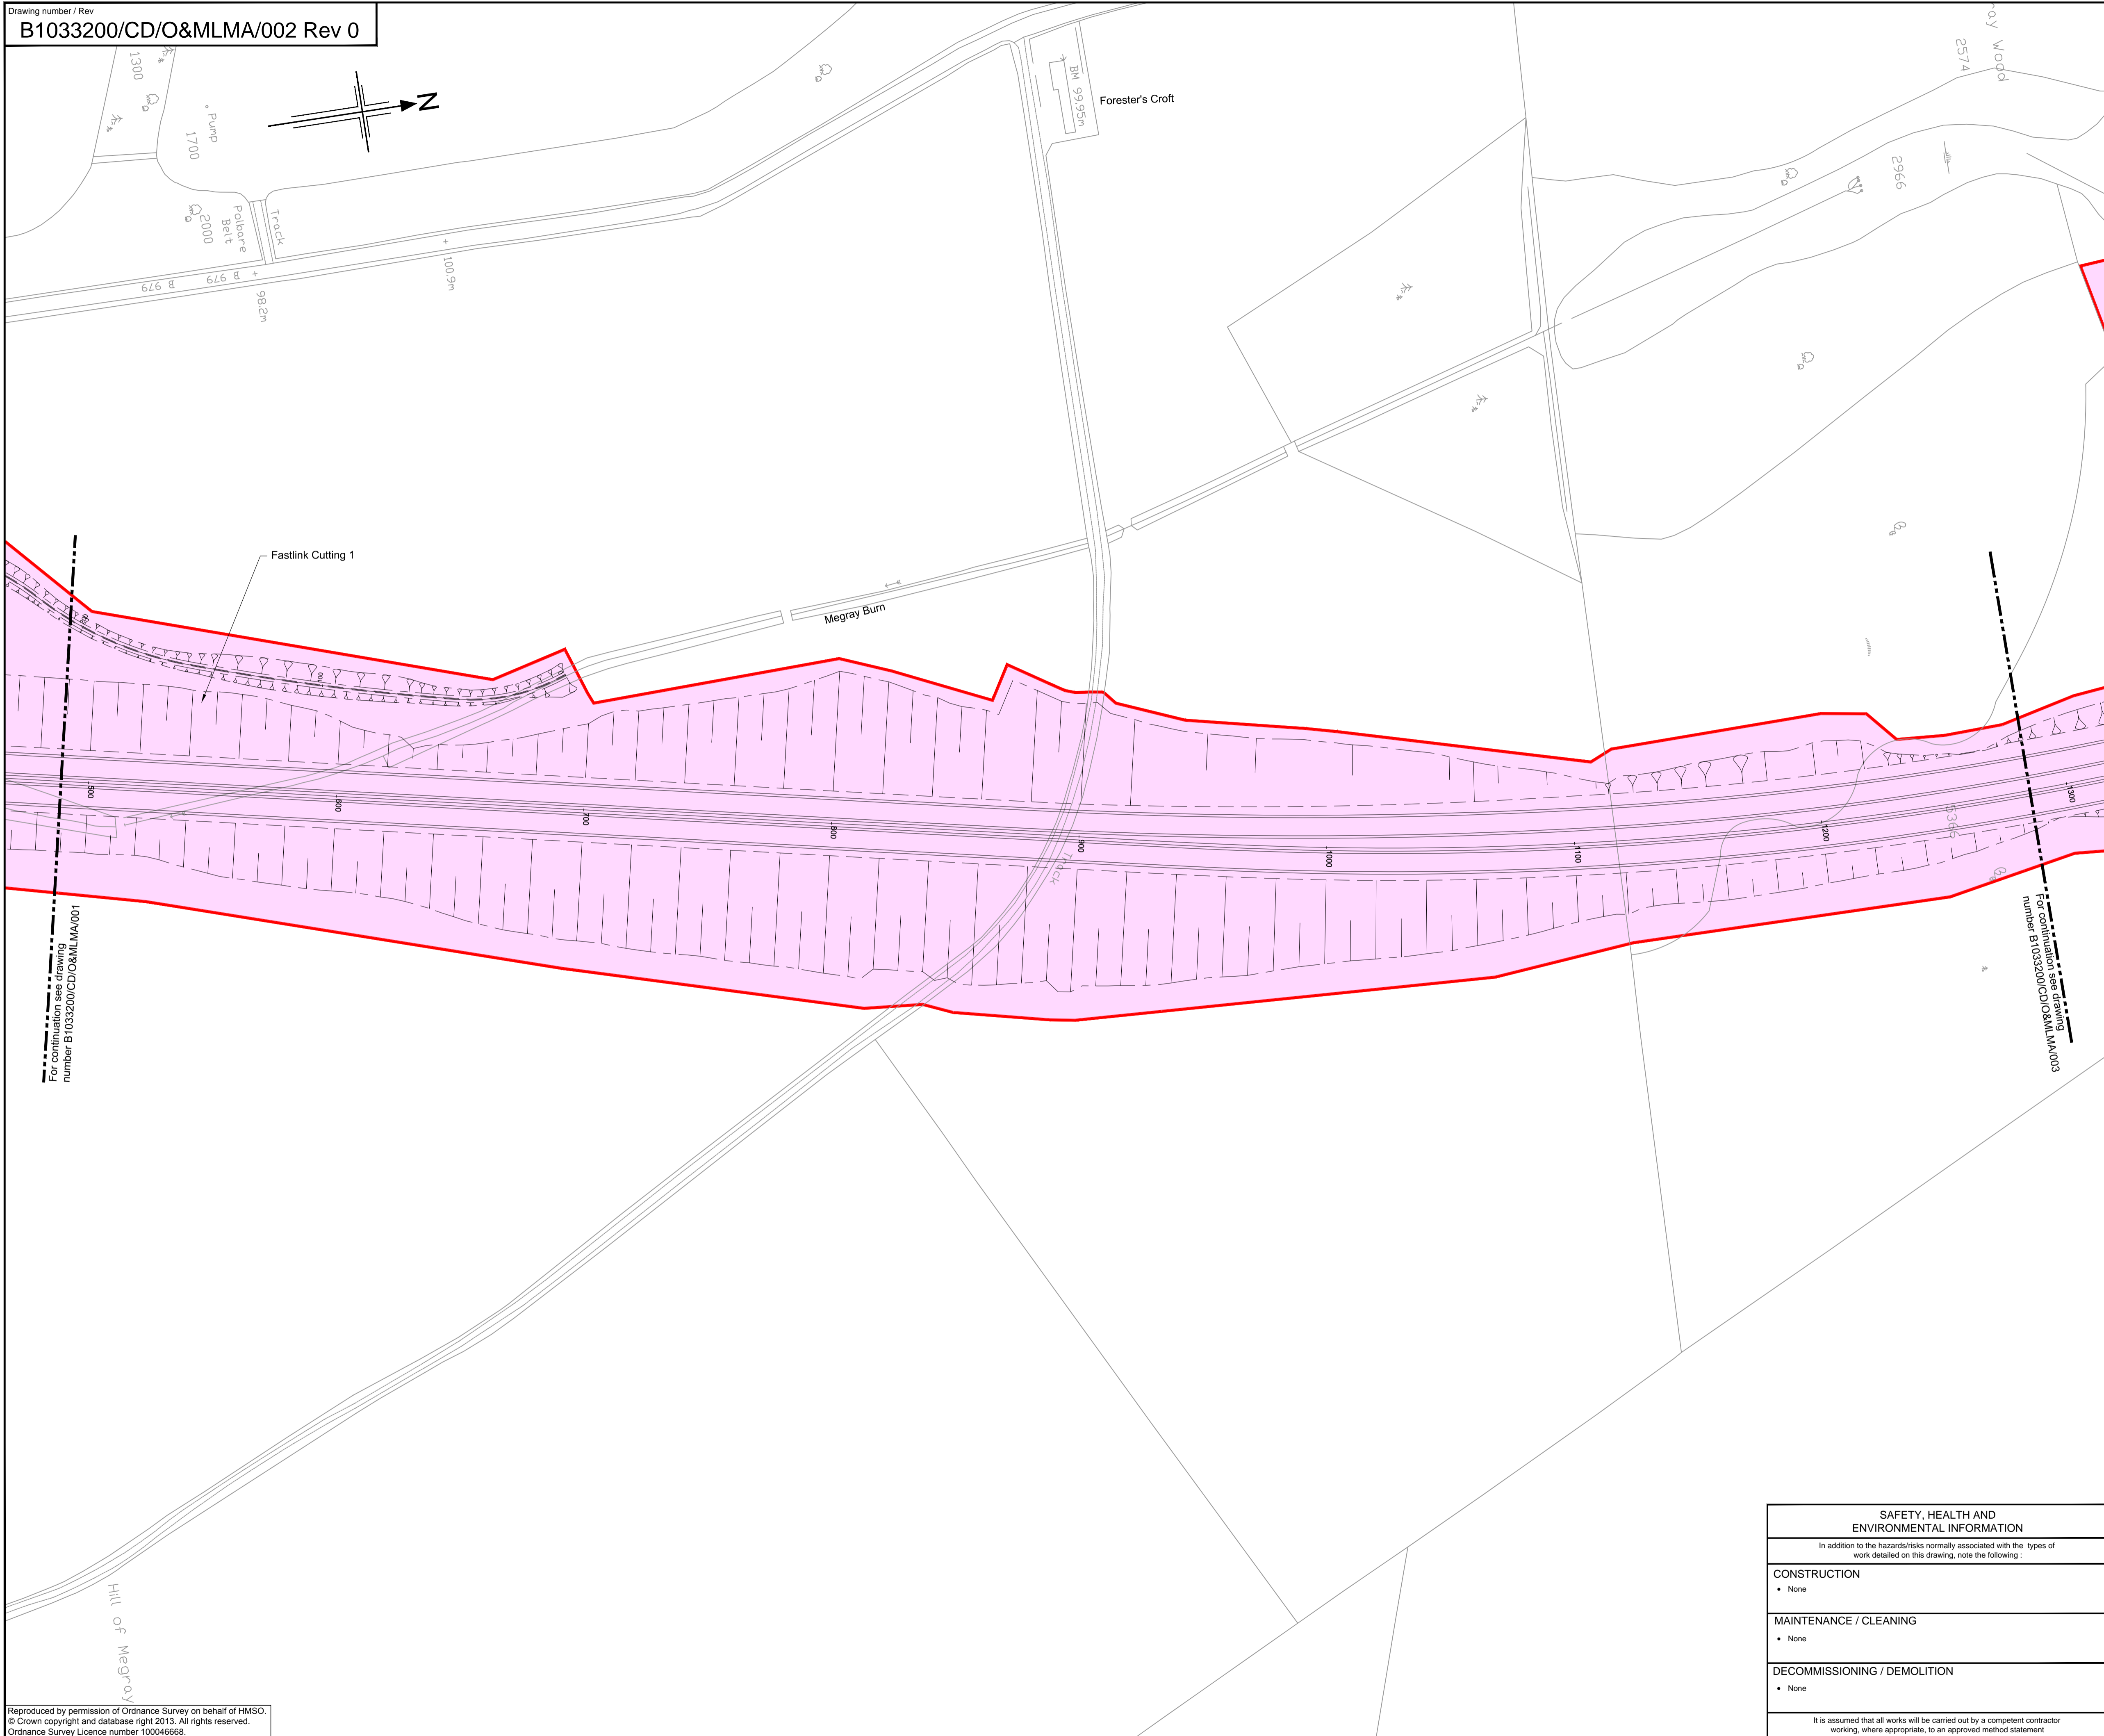 Drawing number / Rev
B1033200/CD/O&MLMA/002 Rev 0
1300
Pump
1700
2000
Polbare
Belt
Track
B 979
B 979
98.2m
100.9m
N
BM 99.95m
Forester's Croft
ray Wood
2574
2966
Fastlink Cutting 1
Megray Burn
100
500
600
700
800
900
1000
1100
1200
1300
5366
Track
For continuation see drawing
number B1033200/CD/O&MLMA/001
For continuation see drawing
number B1033200/CD/O&MLMA/003
Hill of Megray
Reproduced by permission of Ordnance Survey on behalf of HMSO.
© Crown copyright and database right 2013. All rights reserved.
Ordnance Survey Licence number 100046668.
SAFETY, HEALTH AND
ENVIRONMENTAL INFORMATION
In addition to the hazards/risks normally associated with the types of
work detailed on this drawing, note the following :
CONSTRUCTION
• None
MAINTENANCE / CLEANING
• None
DECOMMISSIONING / DEMOLITION
• None
It is assumed that all works will be carried out by a competent contractor
working, where appropriate, to an approved method statement